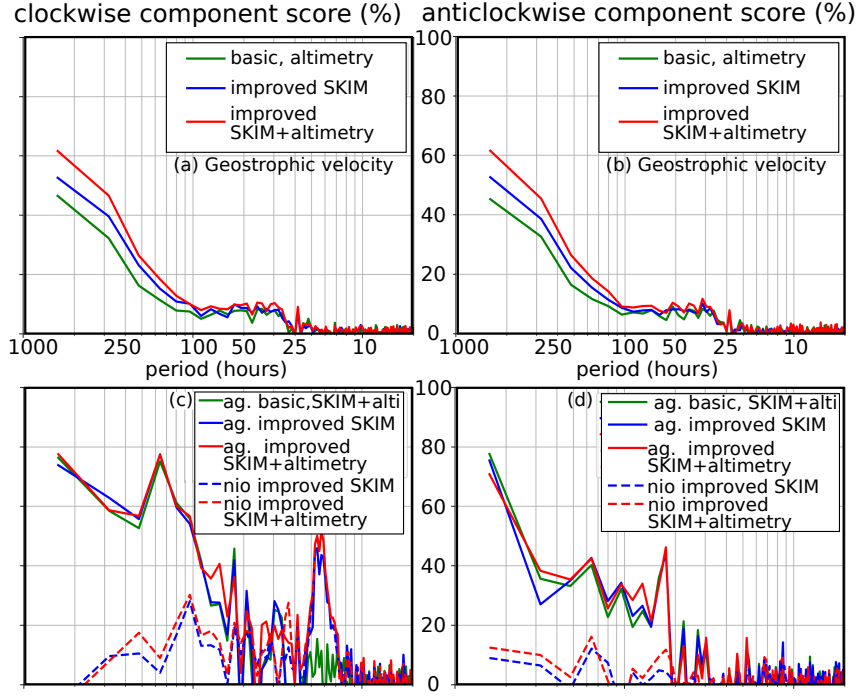 clockwise component score (%)
anticlockwise component score (%)
basic, altimetry
improved SKIM
improved
SKIM+altimetry
(a) Geostrophic velocity
1000 250 100 50 25 10
100
80
60
40
20
0
basic, altimetry
improved SKIM
improved
SKIM+altimetry
(b) Geostrophic velocity
1000 250 100 50 25 10
period (hours)
period (hours)
(c)
ag. basic,SKIM+alti
ag. improved SKIM
ag. improved
SKIM+altimetry
nio improved SKIM
nio improved
SKIM+altimetry
100
80
60
40
20
0
(d)
ag. basic, SKIM+alti
ag. improved SKIM
ag. improved
SKIM+altimetry
nio improved SKIM
nio improved
SKIM+altimetry